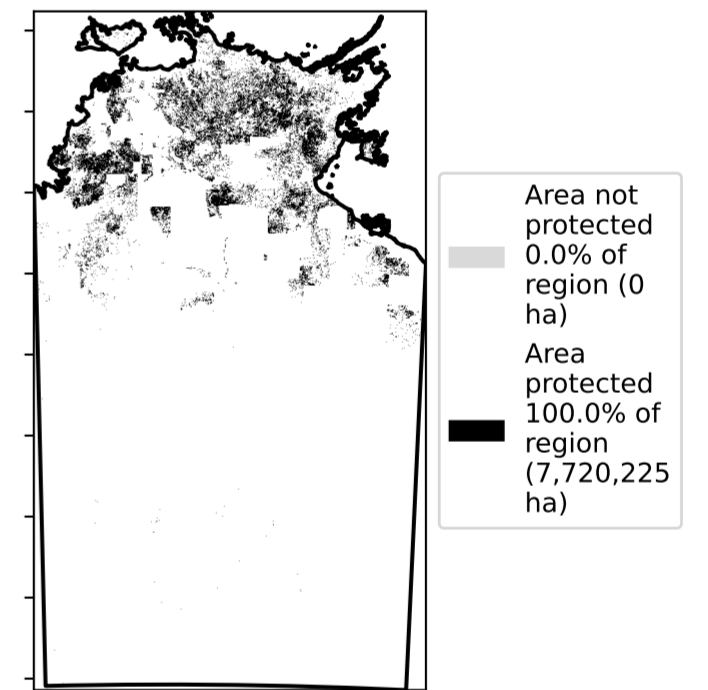 Area not
protected
0.0% of
region (0
ha)
Area
protected
100.0% of
region
(7,720,225
ha)